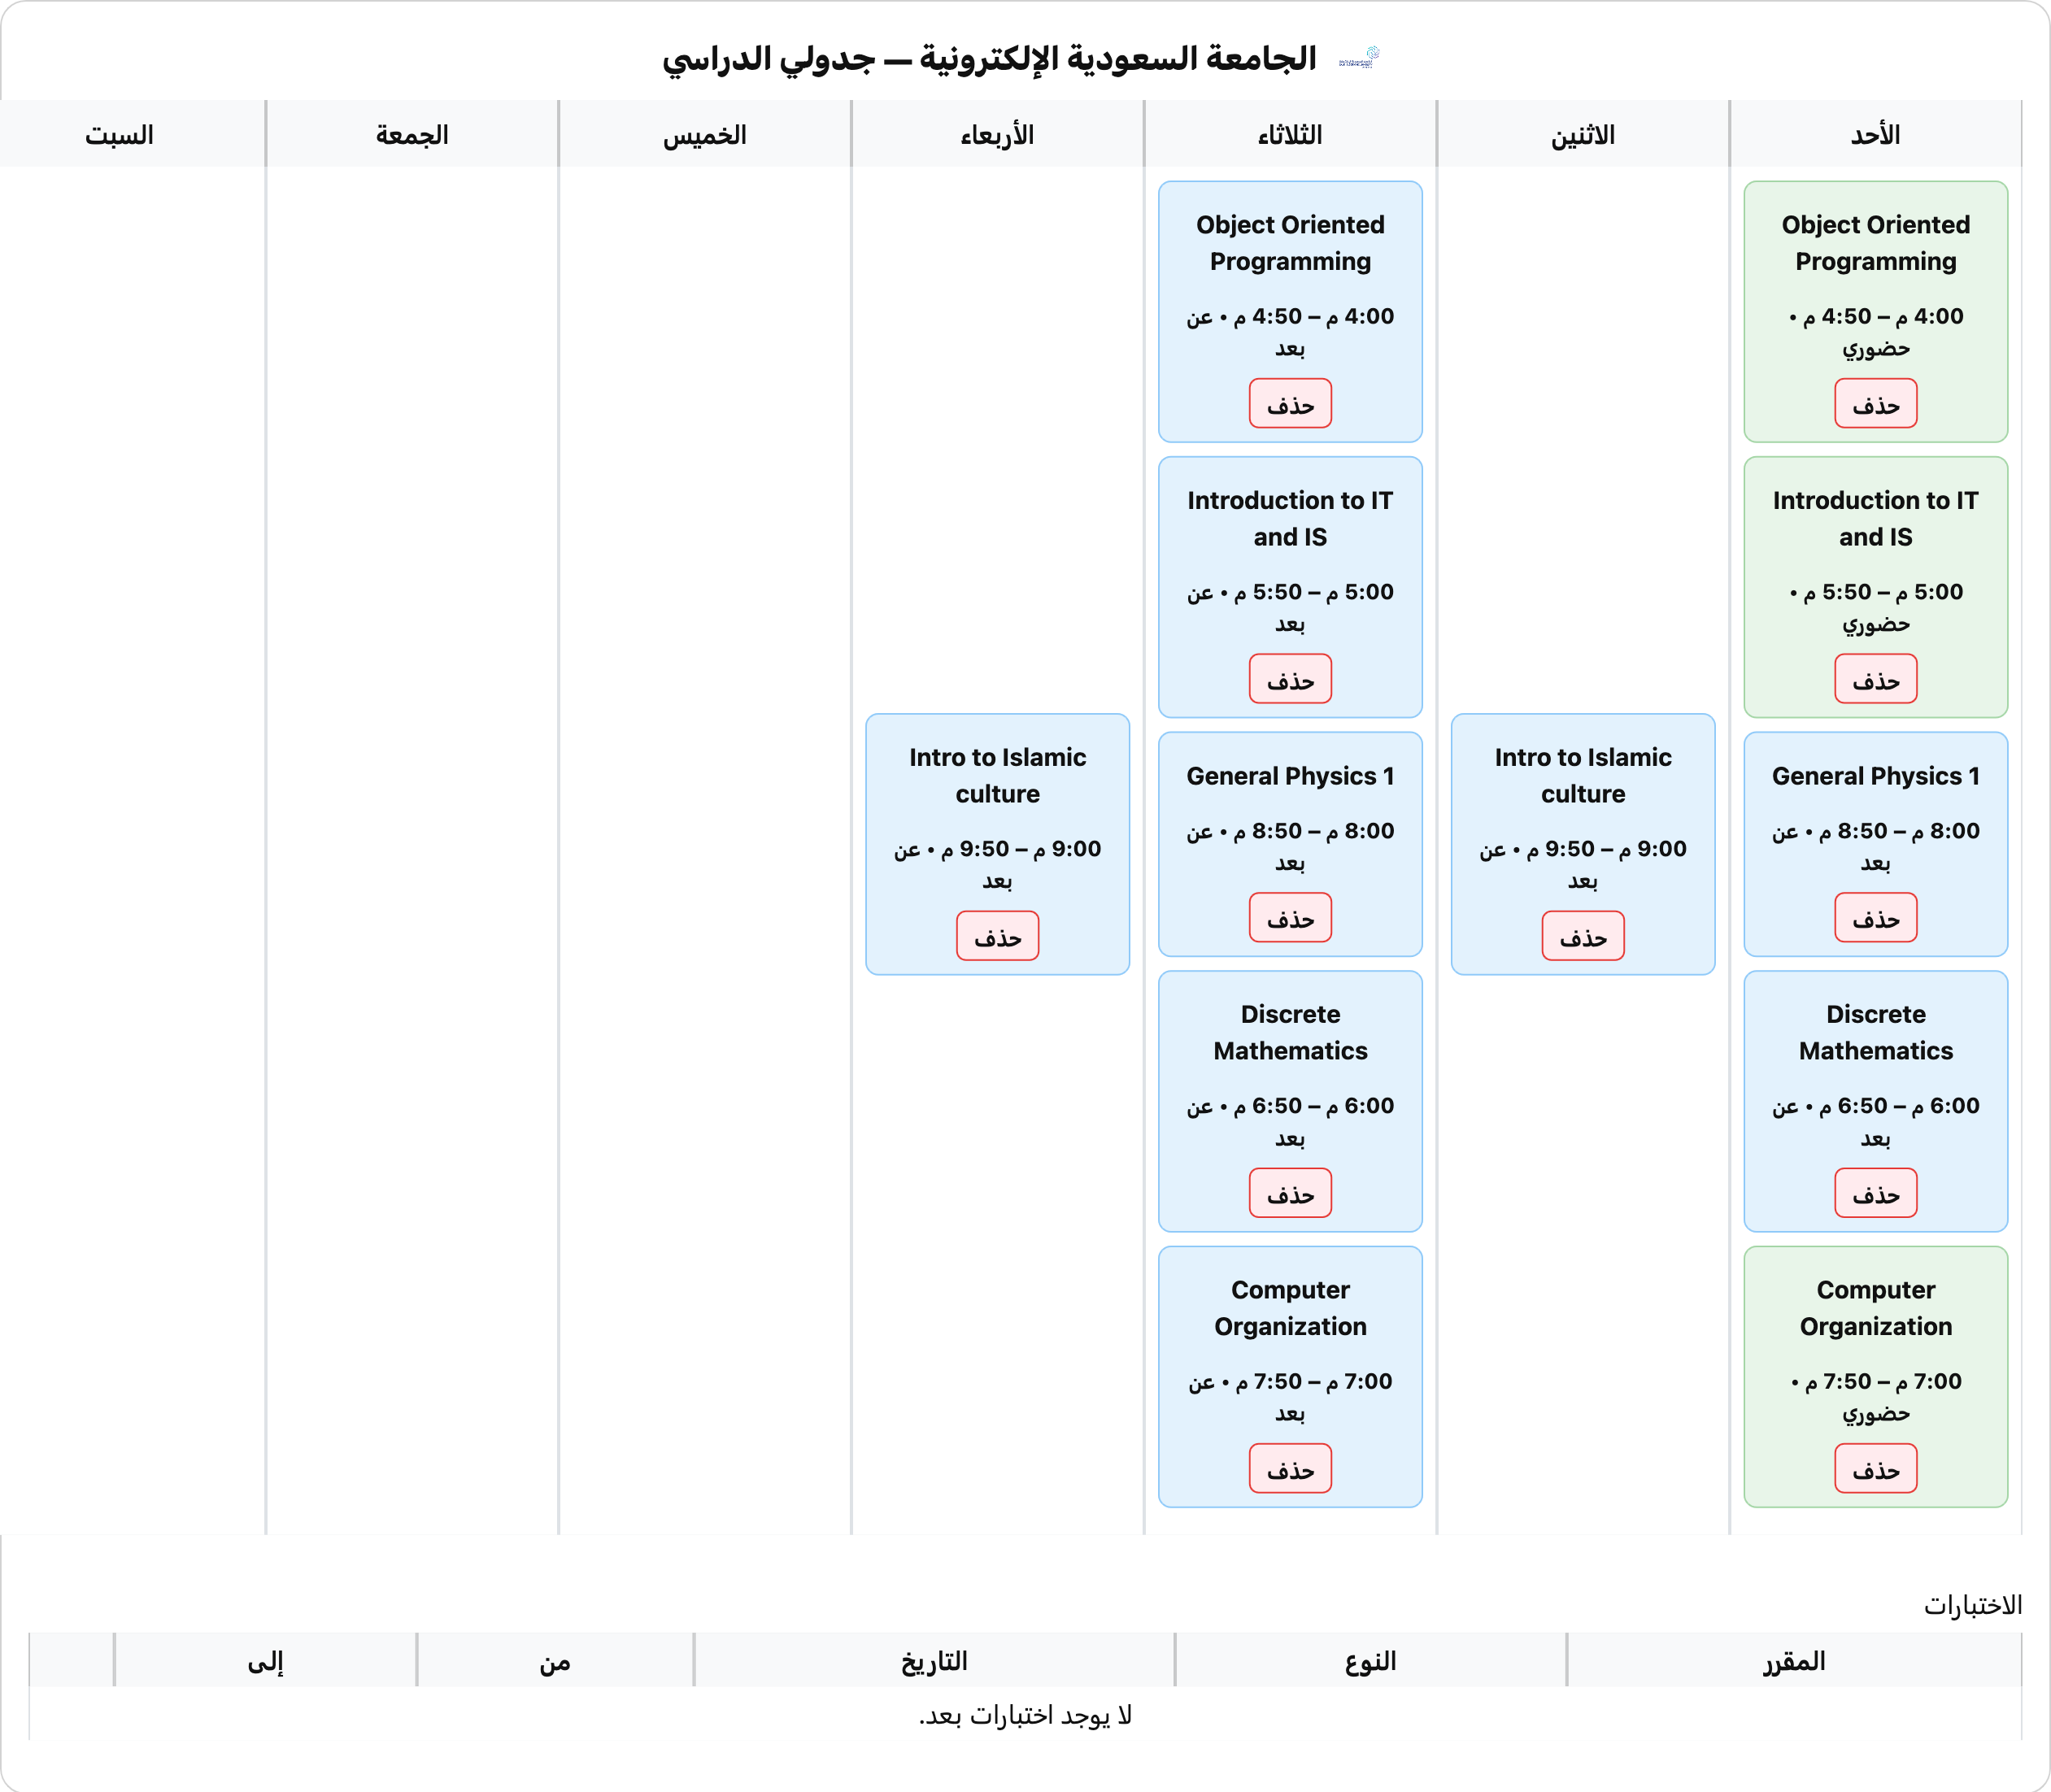 الجامعة السعودية الإلكترونية — جدولي الدراسي
الأحد
الاثنين
الثلاثاء
الأربعاء
الخميس
الجمعة
السبت
Object Oriented
Programming
4:00 م – 4:50 م •
حضوري
حذف
Introduction to IT
and IS
5:00 م – 5:50 م •
حضوري
حذف
General Physics 1
8:00 م – 8:50 م • عن
بعد
حذف
Discrete
Mathematics
6:00 م – 6:50 م • عن
بعد
حذف
Computer
Organization
7:00 م – 7:50 م •
حضوري
حذف
Intro to Islamic
culture
9:00 م – 9:50 م • عن
بعد
حذف
Object Oriented
Programming
4:00 م – 4:50 م • عن
بعد
حذف
Introduction to IT
and IS
5:00 م – 5:50 م • عن
بعد
حذف
General Physics 1
8:00 م – 8:50 م • عن
بعد
حذف
Discrete
Mathematics
6:00 م – 6:50 م • عن
بعد
حذف
Computer
Organization
7:00 م – 7:50 م • عن
بعد
حذف
Intro to Islamic
culture
9:00 م – 9:50 م • عن
بعد
حذف
الاختبارات
المقرر
النوع
التاريخ
من
إلى
لا يوجد اختبارات بعد.